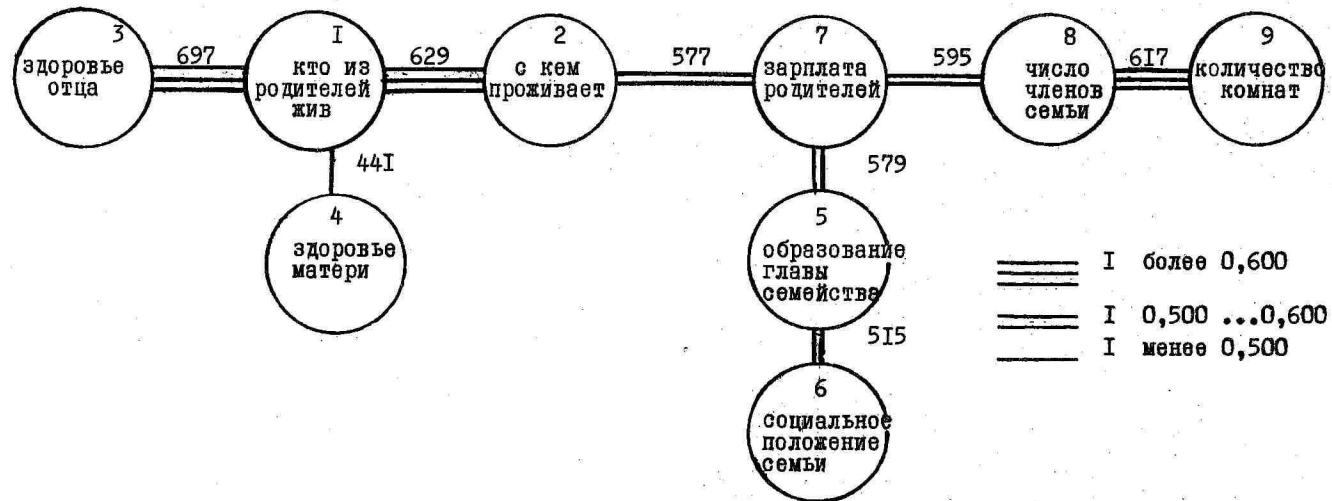 3
здоровье
отца
697
I
кто из
родителей
жив
629
2
с кем
проживает
577
7
зарплата
родителей
595
8
число
членов
семьи
6I7
9
количество
комнат
44I
4
здоровье
матери
579
5
образование
главы
семейства
5I5
6
социальное
положение
семьи
I более 0,600
I 0,500 ...0,600
I менее 0,500